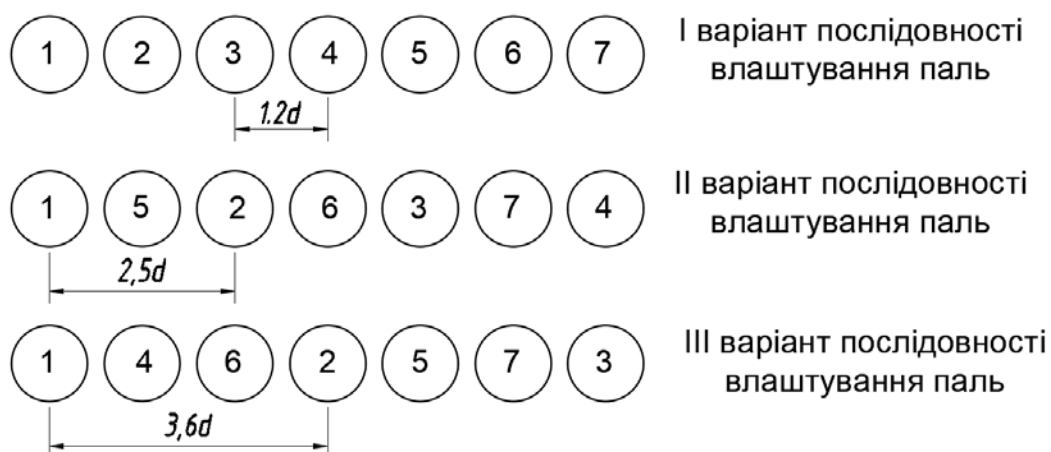 1 2 3 4 5 6 7
І варіант послідовності
влаштування паль
1.2d
1 5 2 6 3 7 4
ІІ варіант послідовності
влаштування паль
2,5d
1 4 6 2 5 7 3
ІІІ варіант послідовності
влаштування паль
3,6d